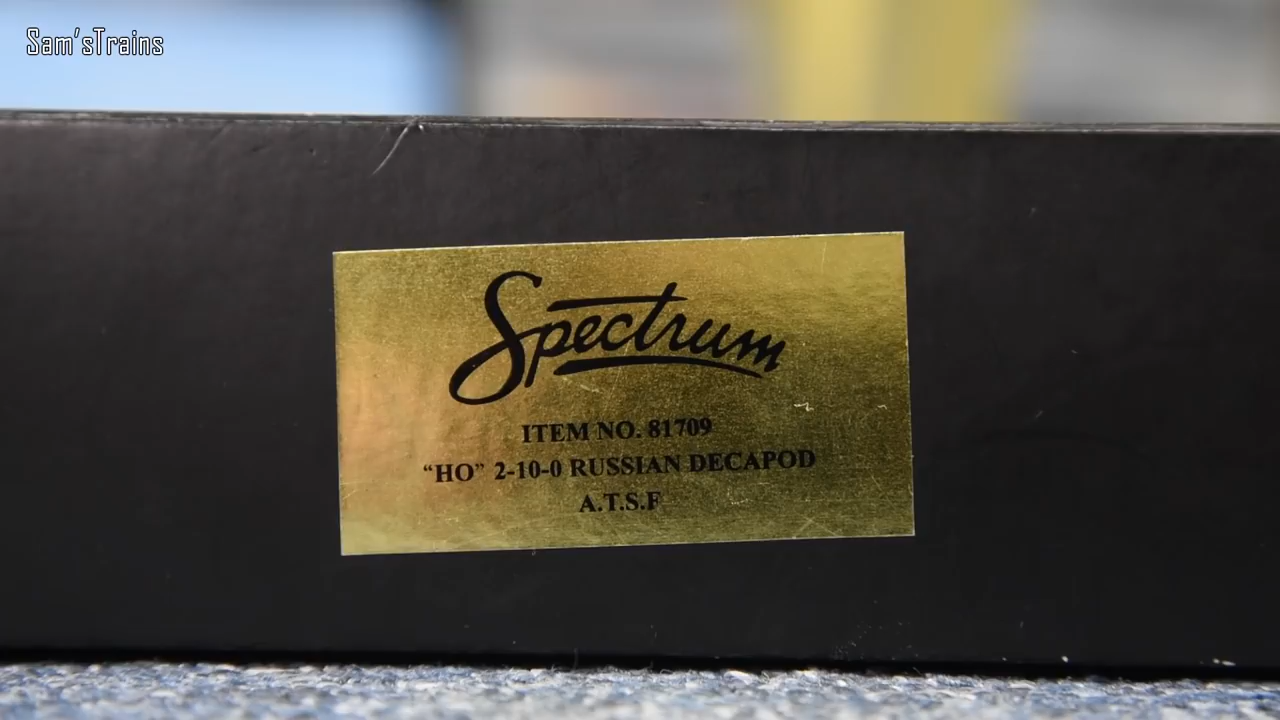 Sam'sTrains
Spectrum
ITEM NO. 81709
“HO” 2-10-0 RUSSIAN DECAPOD
A.T.S.F